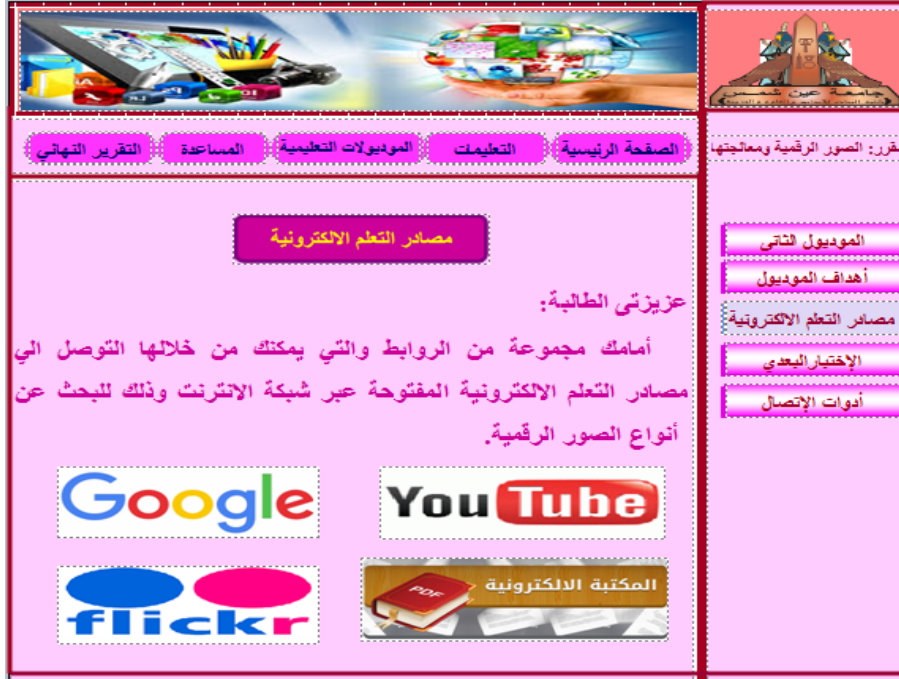 جامعة عين شمس
مقرر: الصور الرقمية ومعالجتها
الصفحة الرئيسية
التعليمات
الموديولات التعليمية
المساعدة
التقرير النهائي
الموديول الثاني
أهداف الموديول
مصادر التعلم الالكترونية
الإختبارالبعدي
أدوات الإتصال
مصادر التعلم الالكترونية
عزيزتى الطالبة:
أمامك مجموعة من الروابط والتي يمكنك من خلالها التوصل الي
مصادر التعلم الالكترونية المفتوحة عبر شبكة الانترنت وذلك للبحث عن
أنواع الصور الرقمية.
YouTube
Google
المكتبة الالكترونية
PDF
flickr